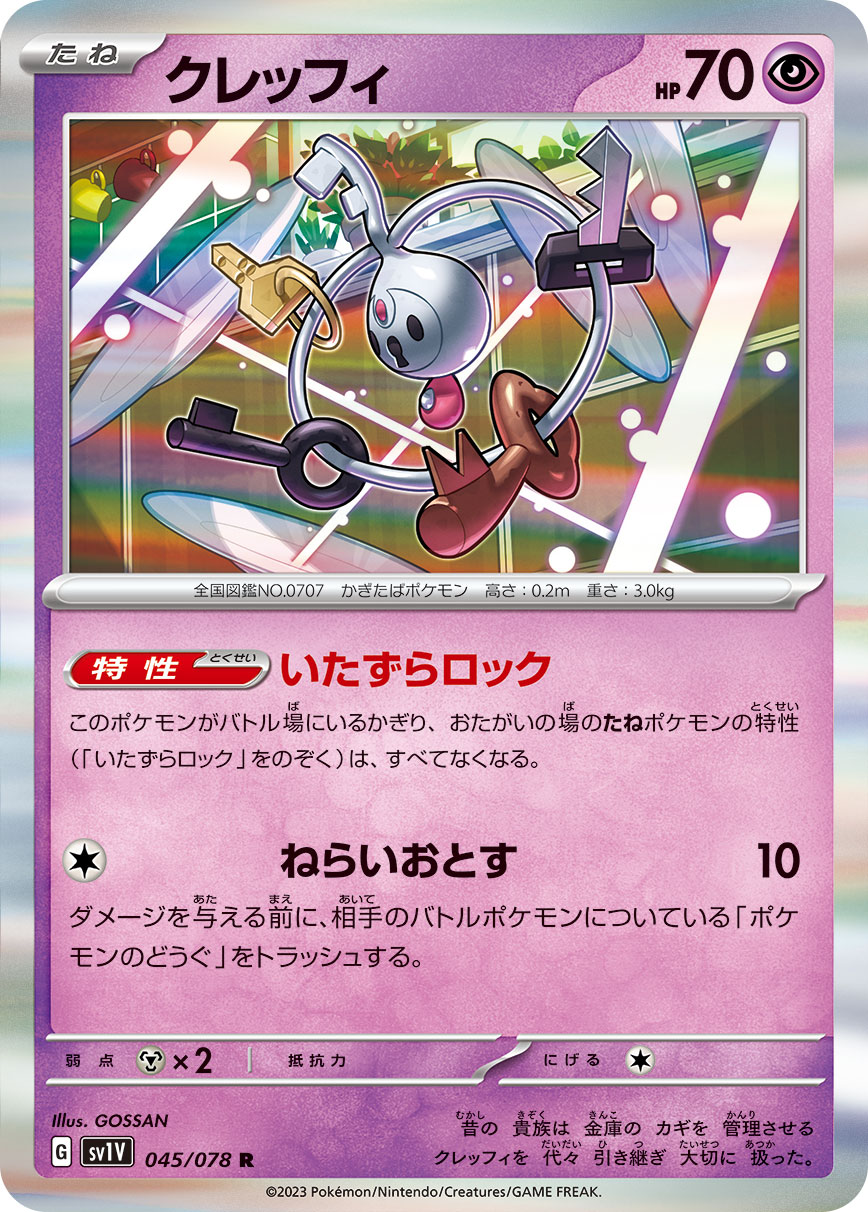 たね
クレッフィ
HP 70
全国図鑑NO.0707 かぎたばポケモン 高さ：0.2m 重さ：3.0kg
特性 とくせい いたずらロック
このポケモンがバトル場にいるかぎり、おたがいの場のたねポケモンの特性
（「いたずらロック」をのぞく）は、すべてなくなる。
ねらいおとす 10
ダメージを与える前に、相手のバトルポケモンについている「ポケ
モンのどうぐ」をトラッシュする。
弱点 ×2 抵抗力 にげる
Illus. GOSSAN
昔の 貴族は 金庫の カギを 管理させる
クレッフィを 代々 引き継ぎ 大切に 扱った。
G sv1V 045/078 R
©2023 Pokémon/Nintendo/Creatures/GAME FREAK.